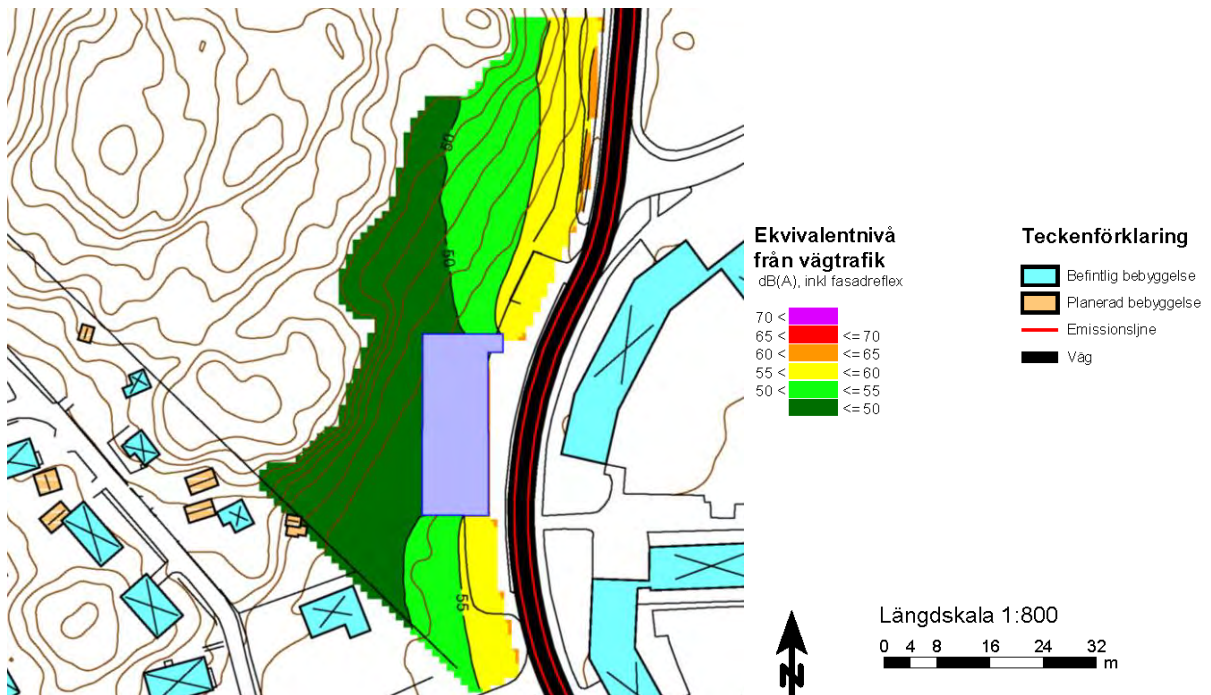 60
50
55
Ekvivalentnivå
från vägtrafik
dB(A), inkl fasadreflex
70 <
65 < <= 70
60 < <= 65
55 < <= 60
50 < <= 55
<= 50
Teckenförklaring
Befintlig bebyggelse
Planerad bebyggelse
Emissionsljne
Väg
N
Längdskala 1:800
0 4 8 16 24 32
m